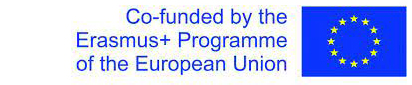 Co-funded by the
Erasmus+ Programme
of the European Union